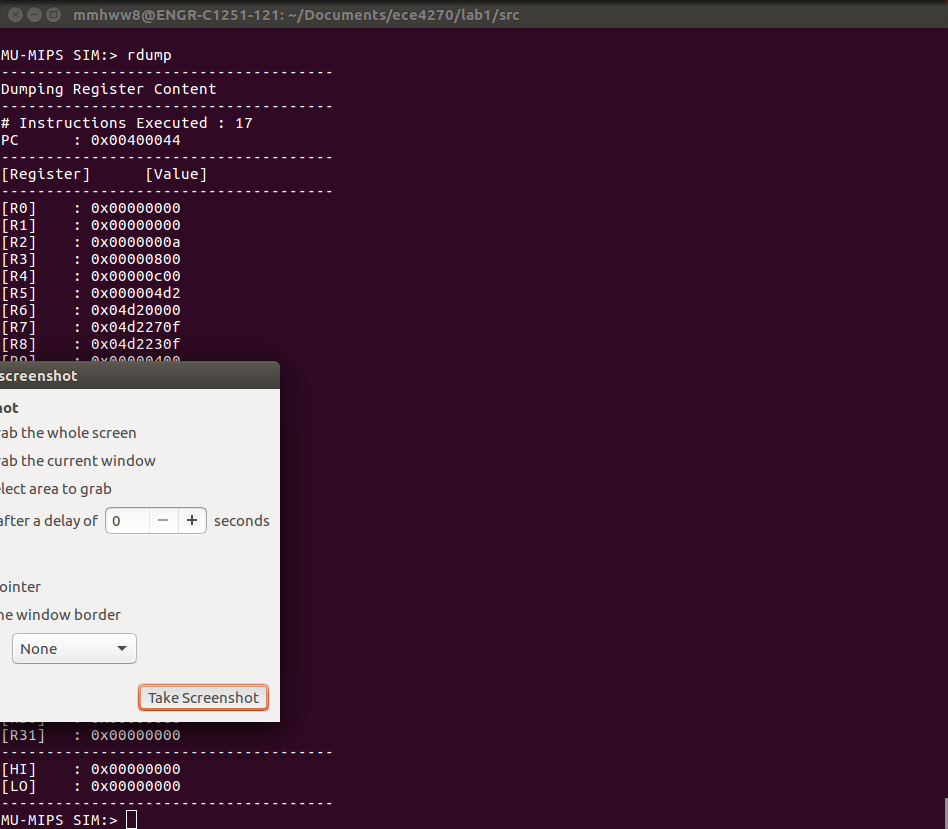 mmhww8@ENGR-C1251-121: ~/Documents/ece4270/lab1/src
MU-MIPS SIM:> rdump
-------------------------------------
Dumping Register Content
-------------------------------------
# Instructions Executed : 17
PC : 0x00400044
-------------------------------------
[Register] [Value]
-------------------------------------
[R0] : 0x00000000
[R1] : 0x00000000
[R2] : 0x0000000a
[R3] : 0x00000800
[R4] : 0x00000c00
[R5] : 0x000004d2
[R6] : 0x04d20000
[R7] : 0x04d2270f
[R8] : 0x04d2230f
[R9] : 0x00000400
screenshot
hot
rab the whole screen
rab the current window
elect area to grab
after a delay of 0 − + seconds
ointer
he window border
None
Take Screenshot
[R31] : 0x00000000
-------------------------------------
[HI] : 0x00000000
[LO] : 0x00000000
-------------------------------------
MU-MIPS SIM:>